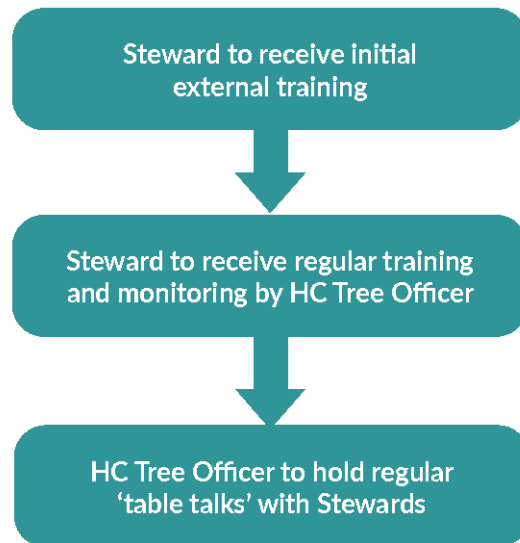 Steward to receive initial
external training
Steward to receive regular training
and monitoring by HC Tree Officer
HC Tree Officer to hold regular
‘table talks’ with Stewards